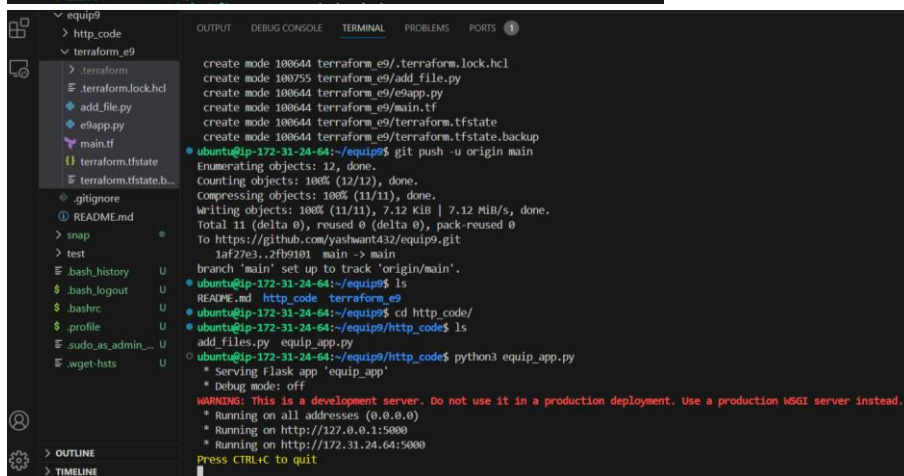 equip9
http_code
terraform_e9
.terraform
.terraform.lock.hcl
add_file.py
e9app.py
main.tf
terraform.tfstate
terraform.tfstate.b...
.gitignore
README.md
snap
test
.bash_history U
.bash_logout U
.bashrc U
.profile U
.sudo_as_admin_... U
.wget-hsts U
OUTLINE
TIMELINE
OUTPUT DEBUG CONSOLE TERMINAL PROBLEMS PORTS 1
create mode 100644 terraform_e9/.terraform.lock.hcl
create mode 100755 terraform_e9/add_file.py
create mode 100644 terraform_e9/e9app.py
create mode 100644 terraform_e9/main.tf
create mode 100644 terraform_e9/terraform.tfstate
create mode 100644 terraform_e9/terraform.tfstate.backup
ubuntu@ip-172-31-24-64:~/equip9$ git push -u origin main
Enumerating objects: 12, done.
Counting objects: 100% (12/12), done.
Compressing objects: 100% (11/11), done.
Writing objects: 100% (11/11), 7.12 KiB | 7.12 MiB/s, done.
Total 11 (delta 0), reused 0 (delta 0), pack-reused 0
To https://github.com/yashwant432/equip9.git
1af27e3..2fb9101 main -> main
branch 'main' set up to track 'origin/main'.
ubuntu@ip-172-31-24-64:~/equip9$ ls
README.md http_code terraform_e9
ubuntu@ip-172-31-24-64:~/equip9$ cd http_code/
ubuntu@ip-172-31-24-64:~/equip9/http_code$ ls
add_files.py equip_app.py
ubuntu@ip-172-31-24-64:~/equip9/http_code$ python3 equip_app.py
* Serving Flask app 'equip_app'
* Debug mode: off
WARNING: This is a development server. Do not use it in a production deployment. Use a production WSGI server instead.
* Running on all addresses (0.0.0.0)
* Running on http://127.0.0.1:5000
* Running on http://172.31.24.64:5000
Press CTRL+C to quit